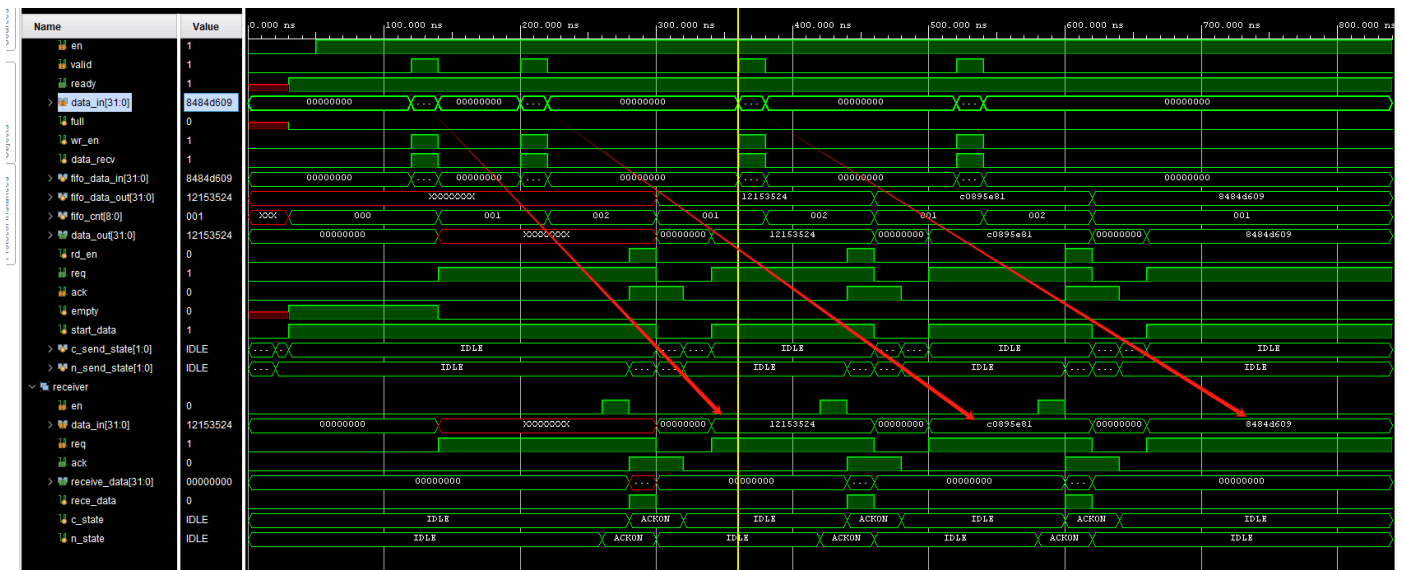 Name Value 0.000 ns 100.000 ns 200.000 ns 300.000 ns 400.000 ns 500.000 ns 600.000 ns 700.000 ns 800.000 ns
en 1
valid 1
ready 1
data_in[31:0] 8484d609 00000000 ... 00000000 ... 00000000 ... 00000000 ... 00000000
full 0
wr_en 1
data_recv 1
fifo_data_in[31:0] 8484d609 00000000 ... 00000000 ... 00000000 ... 00000000 ... 00000000
fifo_data_out[31:0] 12153524 XXXXXXXX 12153524 c0895e81 8484d609
fifo_cnt[8:0] 001 XXX 000 001 002 001 002 001 002 001
data_out[31:0] 12153524 00000000 XXXXXXXX 00000000 12153524 00000000 c0895e81 00000000 8484d609
rd_en 0
req 1
ack 0
empty 0
start_data 1
c_send_state[1:0] IDLE ... . IDLE ... ... IDLE ... ... IDLE ... ... IDLE
n_send_state[1:0] IDLE ... IDLE ... ... IDLE ... ... IDLE ... ... IDLE
receiver
en 0
data_in[31:0] 12153524 00000000 XXXXXXXX 00000000 12153524 00000000 c0895e81 00000000 8484d609
req 1
ack 0
receive_data[31:0] 00000000 00000000 ... 00000000 ... 00000000 ... 00000000
rece_data 0
c_state IDLE IDLE ACKON IDLE ACKON IDLE ACKON IDLE
n_state IDLE IDLE ACKON IDLE ACKON IDLE ACKON IDLE